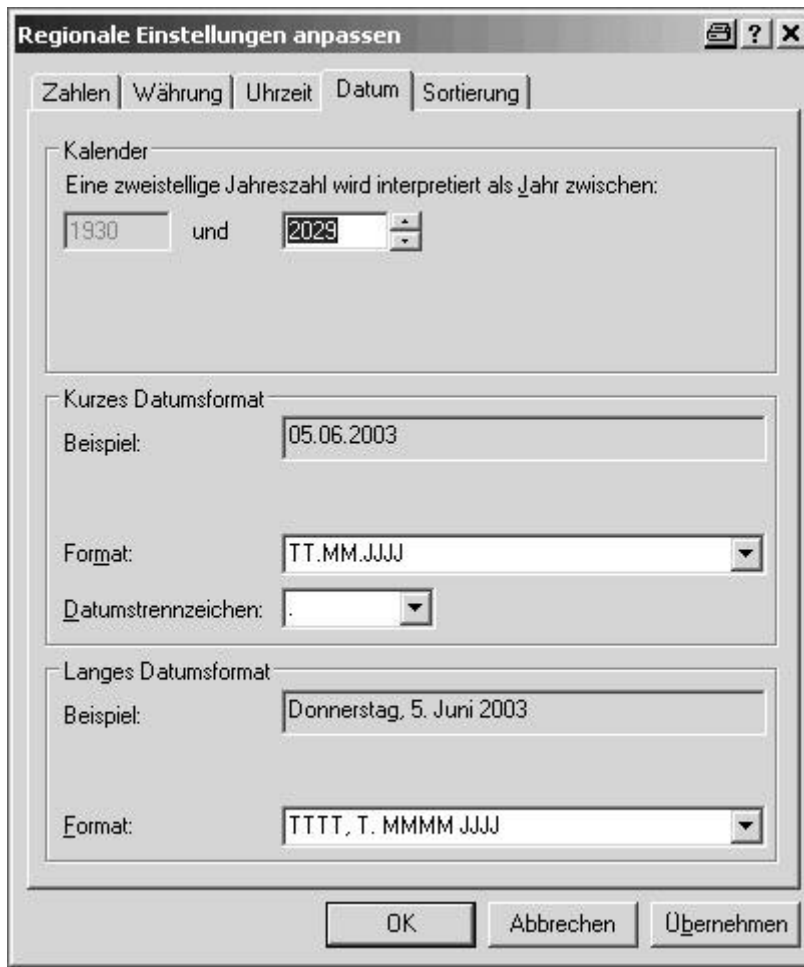 Regionale Einstellungen anpassen
Zahlen Währung Uhrzeit Datum Sortierung
Kalender
Eine zweistellige Jahreszahl wird interpretiert als Jahr zwischen:
1930 und 2029
Kurzes Datumsformat
Beispiel: 05.06.2003
Format: TT.MM.JJJJ
Datumstrennzeichen: .
Langes Datumsformat
Beispiel: Donnerstag, 5. Juni 2003
Format: TTTT, T. MMMM JJJJ
OK Abbrechen Übernehmen